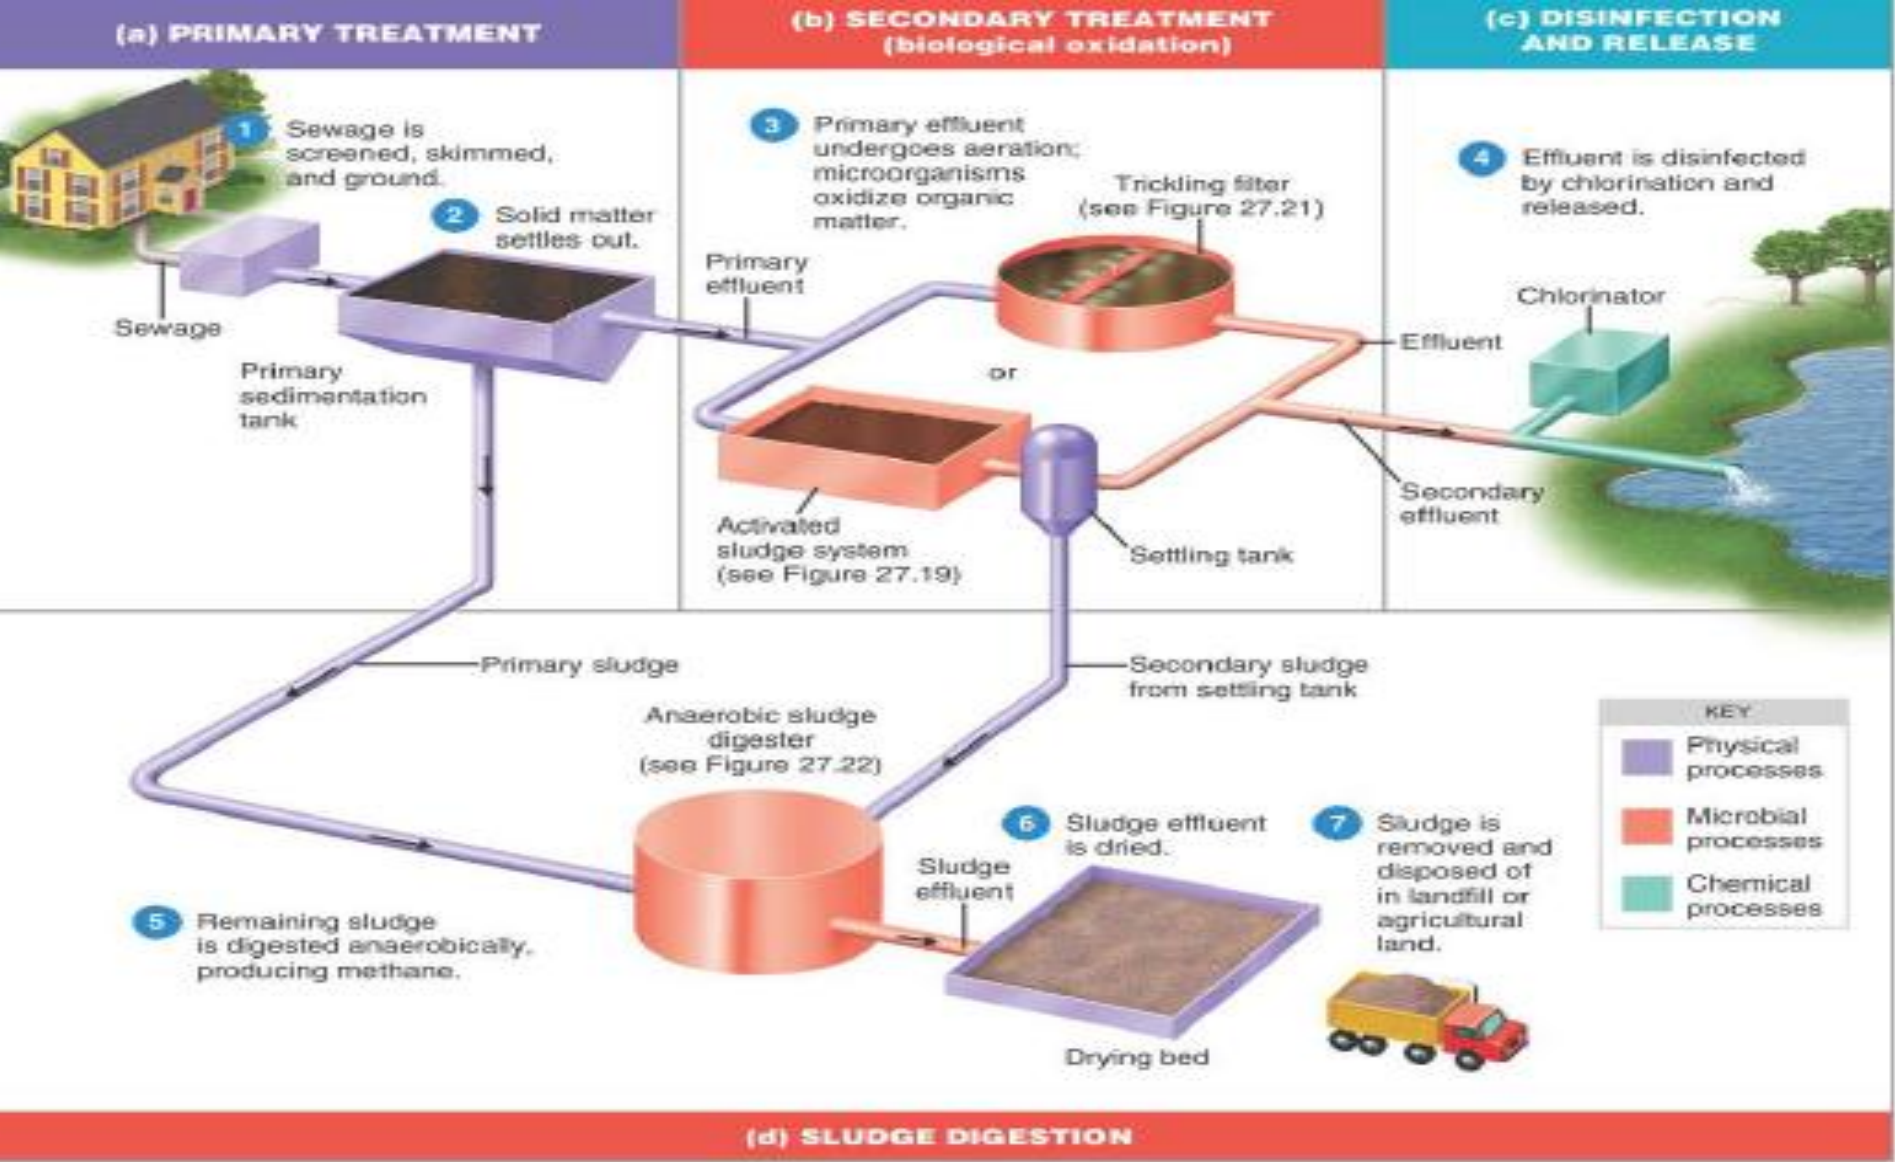 (a) PRIMARY TREATMENT
(b) SECONDARY TREATMENT
(biological oxidation)
(c) DISINFECTION
AND RELEASE
1
Sewage is
screened, skimmed,
and ground.
2
Solid matter
settles out.
Sewage
Primary
sedimentation
tank
3
Primary effluent
undergoes aeration;
microorganisms
oxidize organic
matter.
Trickling filter
(see Figure 27.21)
Primary
effluent
or
Activated
sludge system
(see Figure 27.19)
Settling tank
4
Effluent is disinfected
by chlorination and
released.
Chlorinator
Effluent
Secondary
effluent
Primary sludge
Secondary sludge
from settling tank
Anaerobic sludge
digester
(see Figure 27.22)
5
Remaining sludge
is digested anaerobically,
producing methane.
Sludge
effluent
6
Sludge effluent
is dried.
Drying bed
7
Sludge is
removed and
disposed of
in landfill or
agricultural
land.
KEY
Physical
processes
Microbial
processes
Chemical
processes
(d) SLUDGE DIGESTION